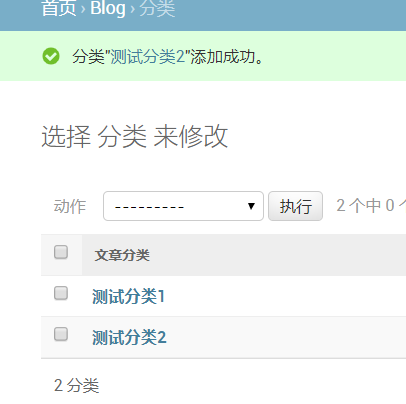 首页 › Blog › 分类
分类"测试分类2"添加成功。
选择 分类 来修改
动作 --------- 执行 2 个中 0
文章分类
测试分类1
测试分类2
2 分类